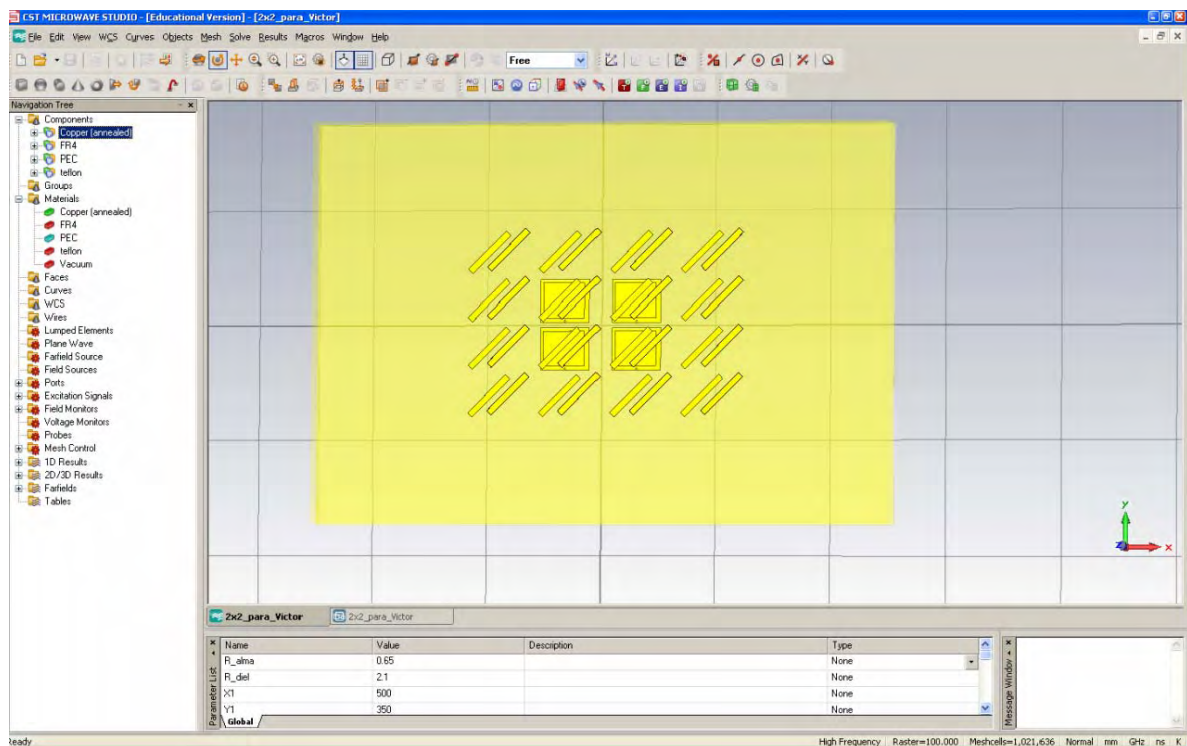 CST MICROWAVE STUDIO - [Educational Version] - [2x2_para_Victor]
File Edit View WCS Curves Objects Mesh Solve Results Macros Window Help
Free
Navigation Tree
Components
Copper (annealed)
FR4
PEC
teflon
Groups
Materials
Copper (annealed)
FR4
PEC
teflon
Vacuum
Faces
Curves
WCS
Wires
Lumped Elements
Plane Wave
Farfield Source
Field Sources
Ports
Excitation Signals
Field Monitors
Voltage Monitors
Probes
Mesh Control
1D Results
2D/3D Results
Farfields
Tables
y
z x
2x2_para_Victor 2x2_para_Victor
Name Value Description Type
R_alma 0.65 None
R_diel 2.1 None
X1 500 None
Y1 350 None
Global
Parameter List
Message Window
Ready High Frequency Raster=100.000 Meshcells=1,021,636 Normal mm GHz ns K